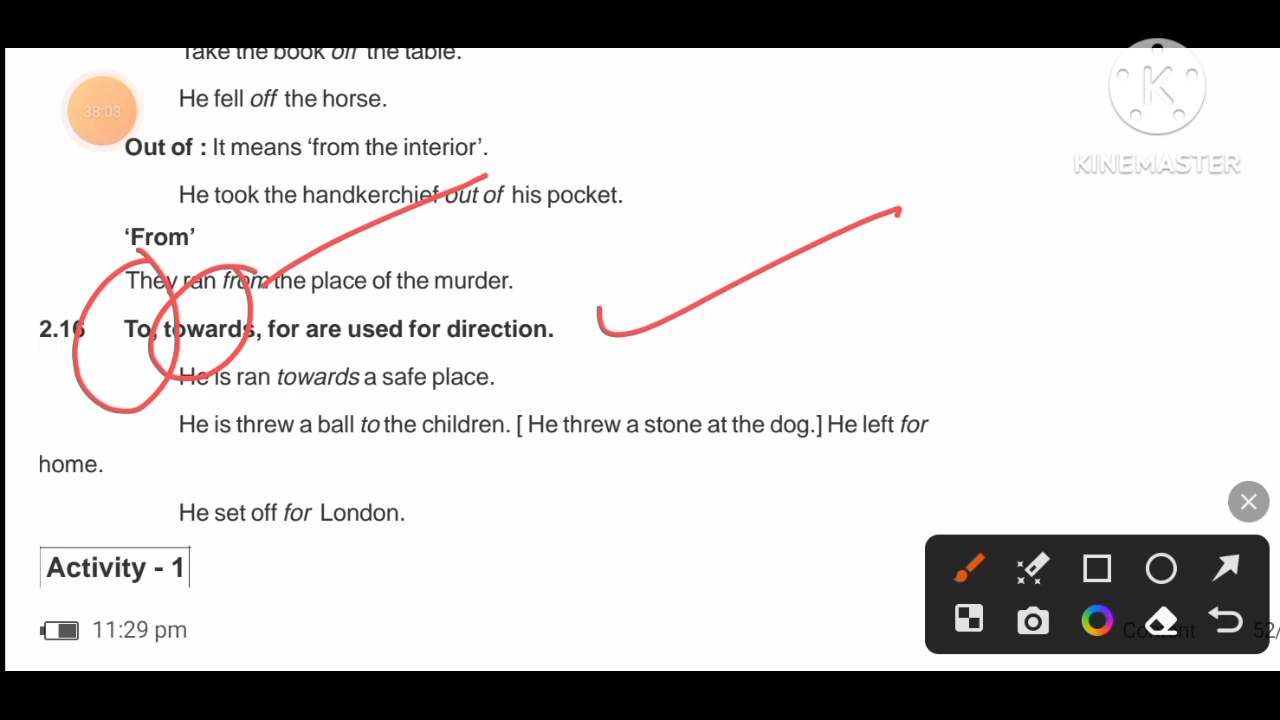 Take the book off the table.
38:03
He fell off the horse.
Out of : It means ‘from the interior’.
KINEMASTER
He took the handkerchief out of his pocket.
‘From’
They ran from the place of the murder.
2.16 To, towards, for are used for direction.
He is ran towards a safe place.
He is threw a ball to the children. [ He threw a stone at the dog.] He left for
home.
He set off for London.
Activity - 1
11:29 pm
Content 52/